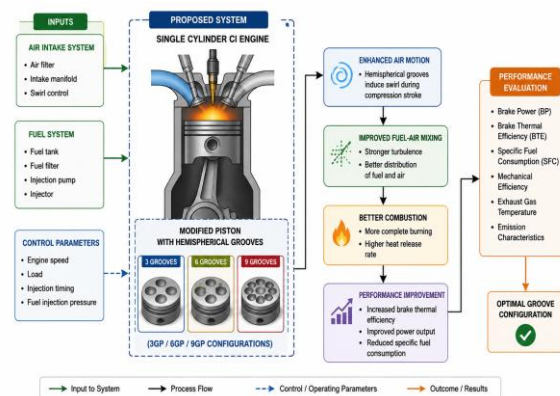 INPUTS
AIR INTAKE SYSTEM
• Air filter
• Intake manifold
• Swirl control
FUEL SYSTEM
• Fuel tank
• Fuel filter
• Injection pump
• Injector
CONTROL PARAMETERS
• Engine speed
• Load
• Injection timing
• Fuel injection pressure
PROPOSED SYSTEM
SINGLE CYLINDER CI ENGINE
MODIFIED PISTON
WITH HEMISPHERICAL GROOVES
3 GROOVES
6 GROOVES
9 GROOVES
(3GP / 6GP / 9GP CONFIGURATIONS)
ENHANCED AIR MOTION
• Hemispherical grooves
induce swirl during
compression stroke
IMPROVED FUEL-AIR MIXING
• Stronger turbulence
• Better distribution
of fuel and air
BETTER COMBUSTION
• More complete burning
• Higher heat release
rate
PERFORMANCE IMPROVEMENT
• Increased brake thermal
efficiency
• Improved power output
• Reduced specific fuel
consumption
PERFORMANCE
EVALUATION
• Brake Power (BP)
• Brake Thermal
Efficiency (BTE)
• Specific Fuel
Consumption (SFC)
• Mechanical
Efficiency
• Exhaust Gas
Temperature
• Emission
Characteristics
OPTIMAL GROOVE
CONFIGURATION
Input to System
Process Flow
Control / Operating Parameters
Outcome / Results